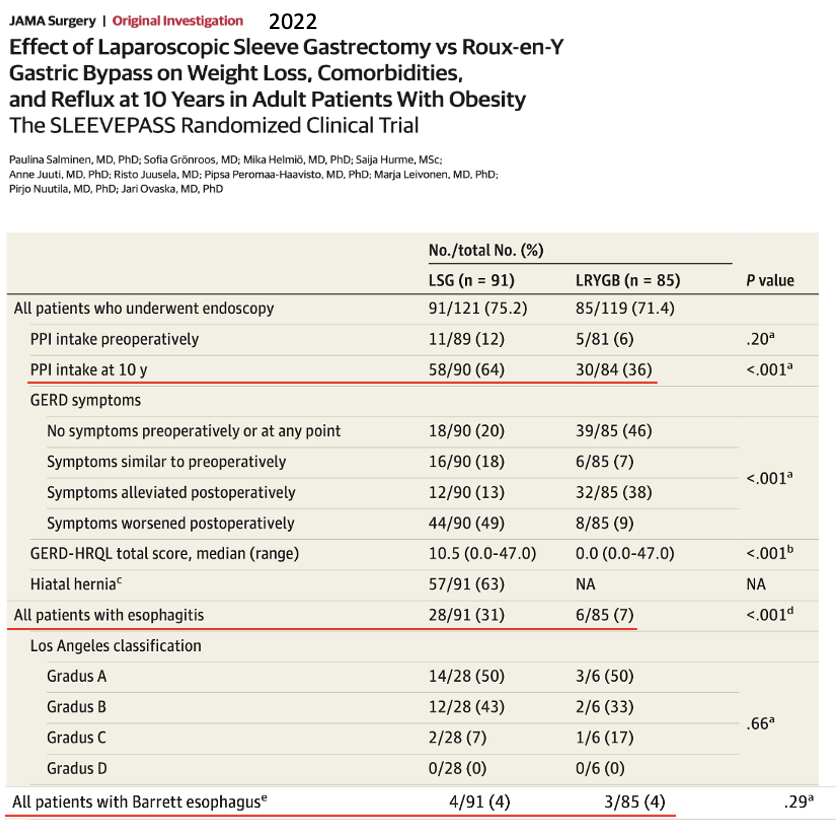 JAMA Surgery | Original Investigation 2022
Effect of Laparoscopic Sleeve Gastrectomy vs Roux-en-Y
Gastric Bypass on Weight Loss, Comorbidities,
and Reflux at 10 Years in Adult Patients With Obesity
The SLEEVEPASS Randomized Clinical Trial
Paulina Salminen, MD, PhD; Sofia Grönroos, MD; Mika Helmiö, MD, PhD; Saija Hurme, MSc;
Anne Juuti, MD, PhD; Risto Juusela, MD; Pipsa Peromaa-Haavisto, MD, PhD; Marja Leivonen, MD, PhD;
Pirjo Nuutila, MD, PhD; Jari Ovaska, MD, PhD
No./total No. (%)
LSG (n = 91) LRYGB (n = 85) P value
All patients who underwent endoscopy 91/121 (75.2) 85/119 (71.4)
PPI intake preoperatively 11/89 (12) 5/81 (6) .20a
PPI intake at 10 y 58/90 (64) 30/84 (36) <.001a
GERD symptoms
No symptoms preoperatively or at any point 18/90 (20) 39/85 (46)
Symptoms similar to preoperatively 16/90 (18) 6/85 (7)
<.001a
Symptoms alleviated postoperatively 12/90 (13) 32/85 (38)
Symptoms worsened postoperatively 44/90 (49) 8/85 (9)
GERD-HRQL total score, median (range) 10.5 (0.0-47.0) 0.0 (0.0-47.0) <.001b
Hiatal herniac 57/91 (63) NA NA
All patients with esophagitis 28/91 (31) 6/85 (7) <.001d
Los Angeles classification
Gradus A 14/28 (50) 3/6 (50)
Gradus B 12/28 (43) 2/6 (33)
.66a
Gradus C 2/28 (7) 1/6 (17)
Gradus D 0/28 (0) 0/6 (0)
All patients with Barrett esophaguse 4/91 (4) 3/85 (4) .29a